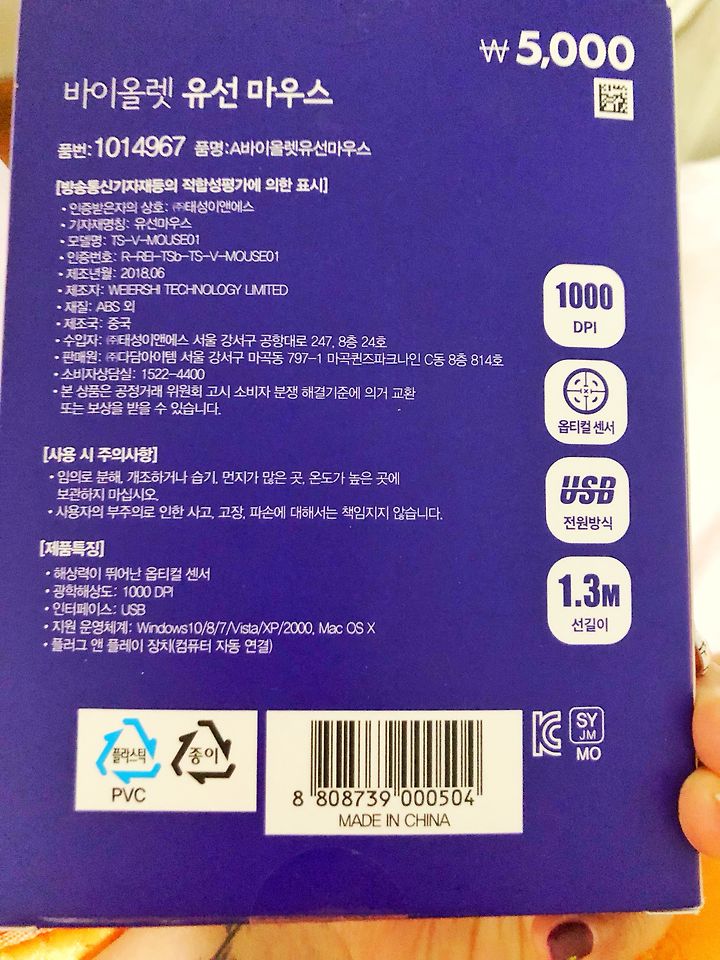 ₩5,000
바이올렛 유선 마우스
품번:1014967 품명:A바이올렛유선마우스
[방송통신기자재등의 적합성평가에 의한 표시]
• 인증받은자의 상호: ㈜태성이앤에스
• 기자재명칭: 유선마우스
• 모델명: TS-V-MOUSE01
• 인증번호: R-REI-TSb-TS-V-MOUSE01
• 제조년월: 2018.06
• 제조자: WEIERSHI TECHNOLOGY LIMITED
• 재질: ABS 외
• 제조국: 중국
• 수입자: ㈜태성이앤에스 서울 강서구 공항대로 247, 8층 24호
• 판매원: ㈜다담아이템 서울 강서구 마곡동 797-1 마곡퀸즈파크나인 C동 8층 814호
• 소비자상담실: 1522-4400
• 본 상품은 공정거래 위원회 고시 소비자 분쟁 해결기준에 의거 교환
또는 보상을 받을 수 있습니다.
[사용 시 주의사항]
• 임의로 분해, 개조하거나 습기, 먼지가 많은 곳, 온도가 높은 곳에
보관하지 마십시오.
• 사용자의 부주의로 인한 사고, 고장, 파손에 대해서는 책임지지 않습니다.
[제품특징]
• 해상력이 뛰어난 옵티컬 센서
• 광학해상도: 1000 DPI
• 인터페이스: USB
• 지원 운영체계: Windows10/8/7/Vista/XP/2000, Mac OS X
• 플러그 앤 플레이 장치(컴퓨터 자동 연결)
1000
DPI
옵티컬 센서
USB
전원방식
1.3M
선길이
플라스틱
PVC
종이
8 808739 000504
MADE IN CHINA
KC
SY
JM
MO